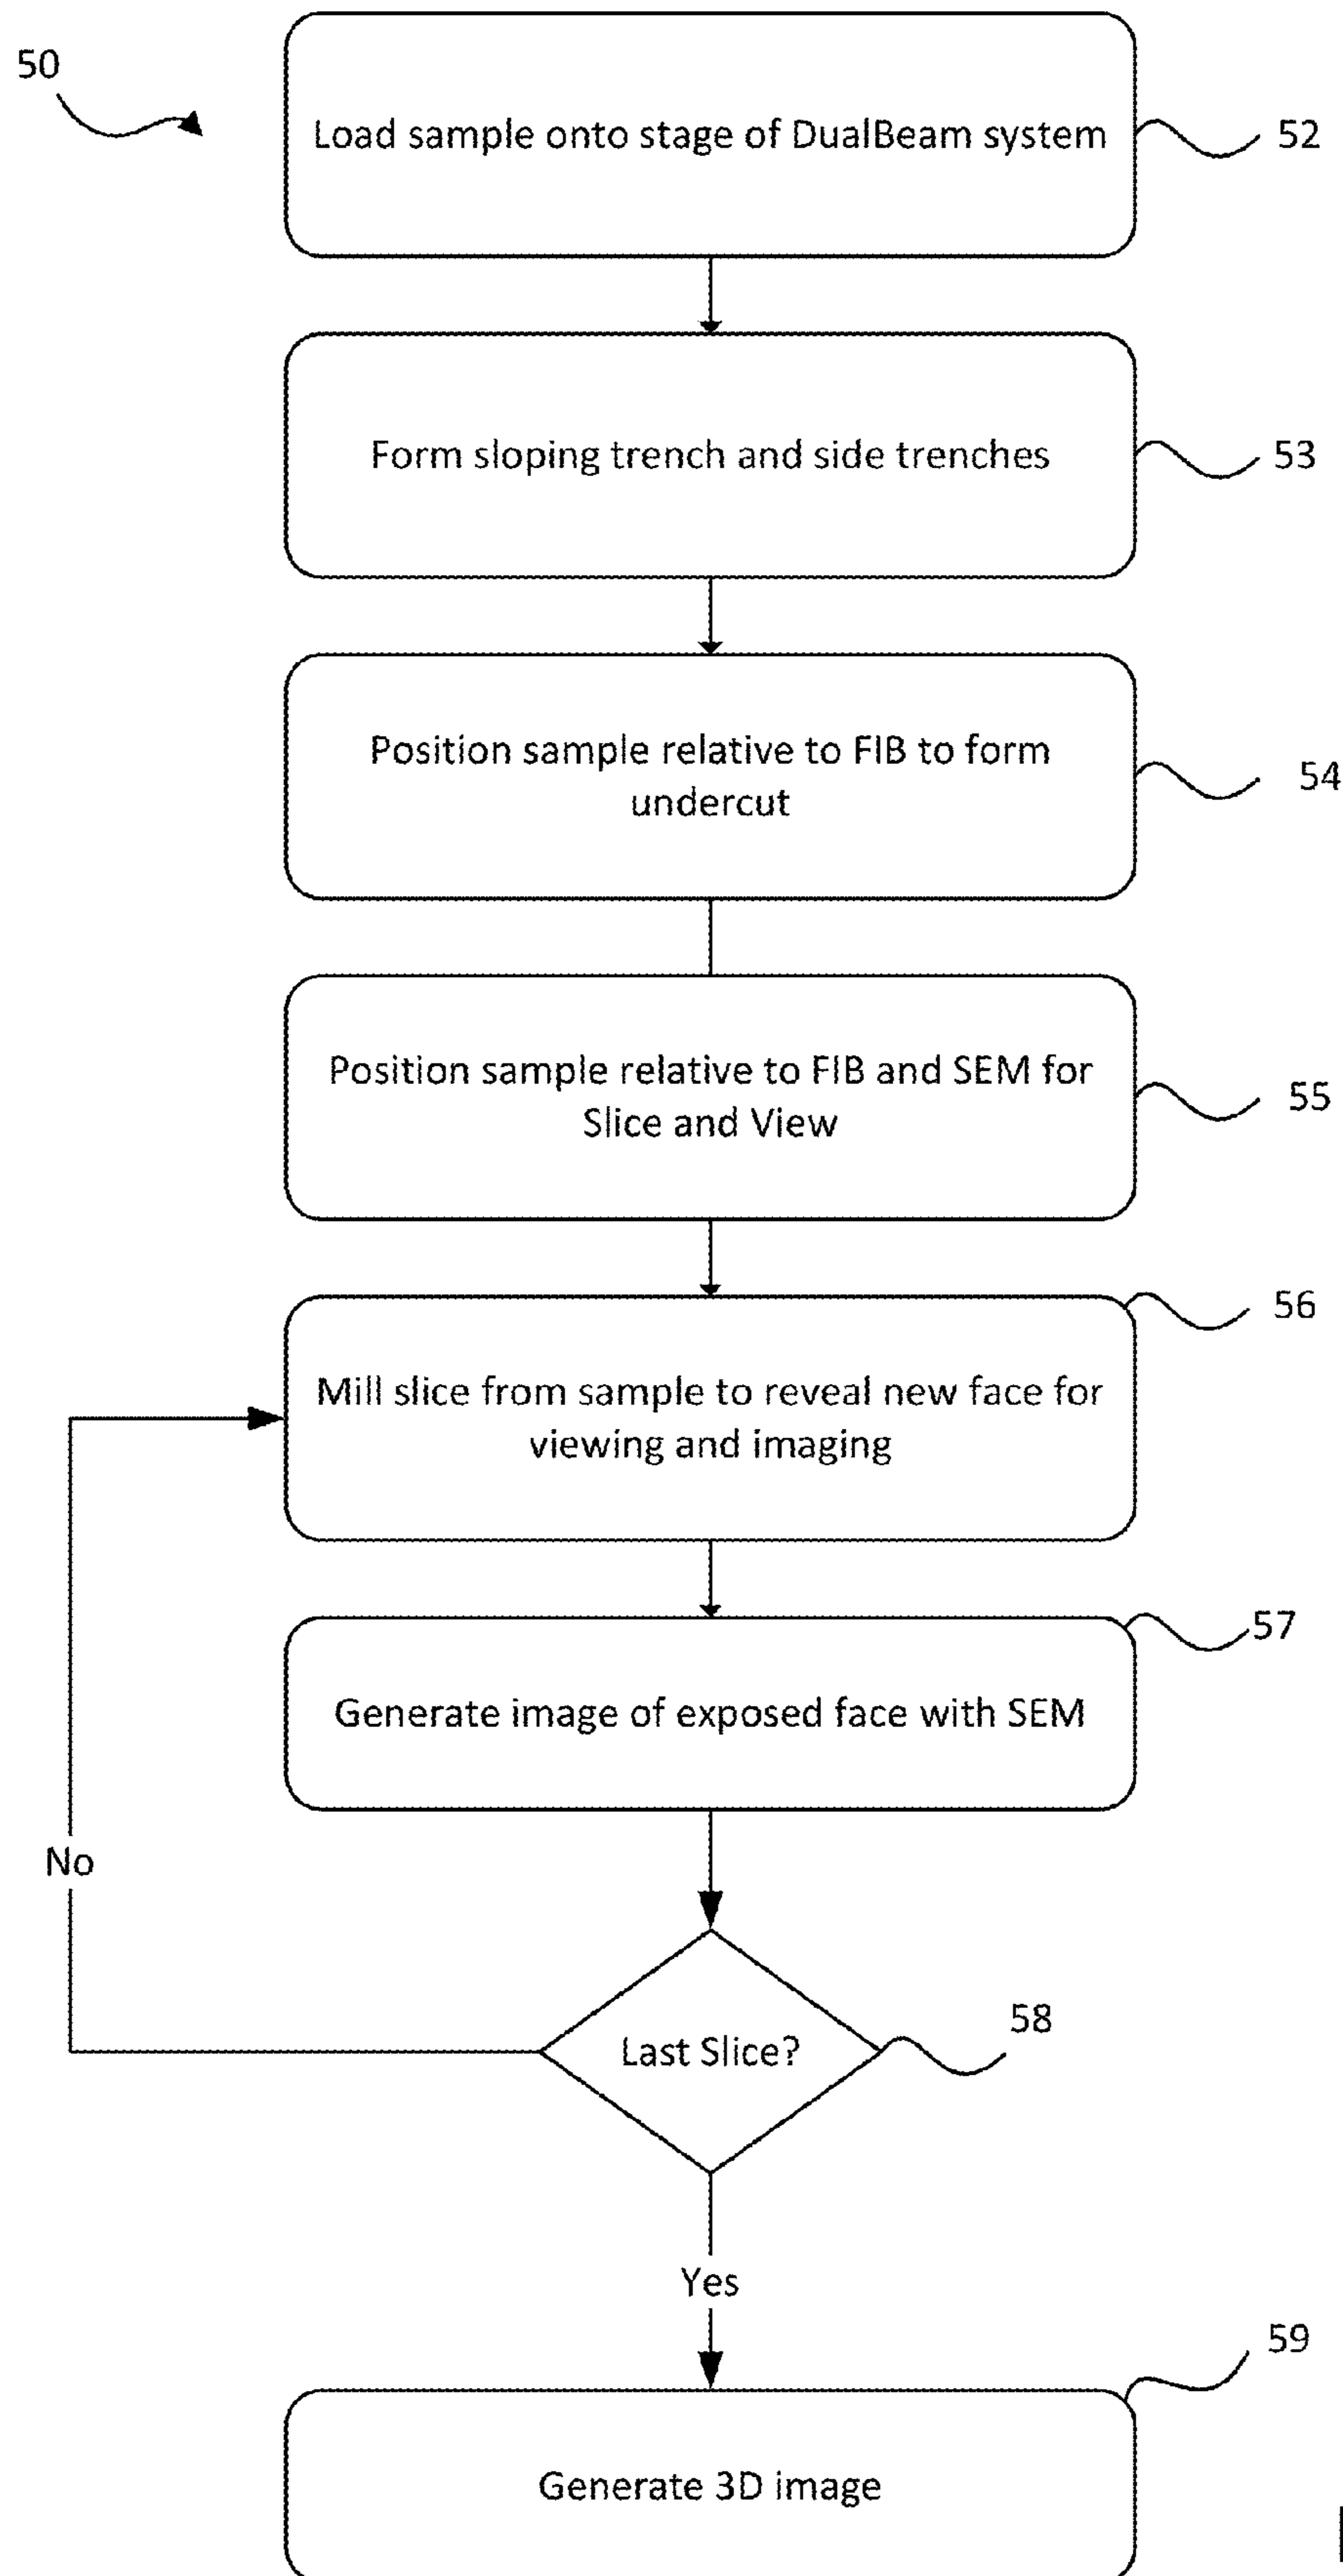 50
Load sample onto stage of DualBeam system
52
Form sloping trench and side trenches
53
Position sample relative to FIB to form
undercut
54
Position sample relative to FIB and SEM for
Slice and View
55
56
Mill slice from sample to reveal new face for
viewing and imaging
57
Generate image of exposed face with SEM
No
58
Last Slice?
Yes
59
Generate 3D image